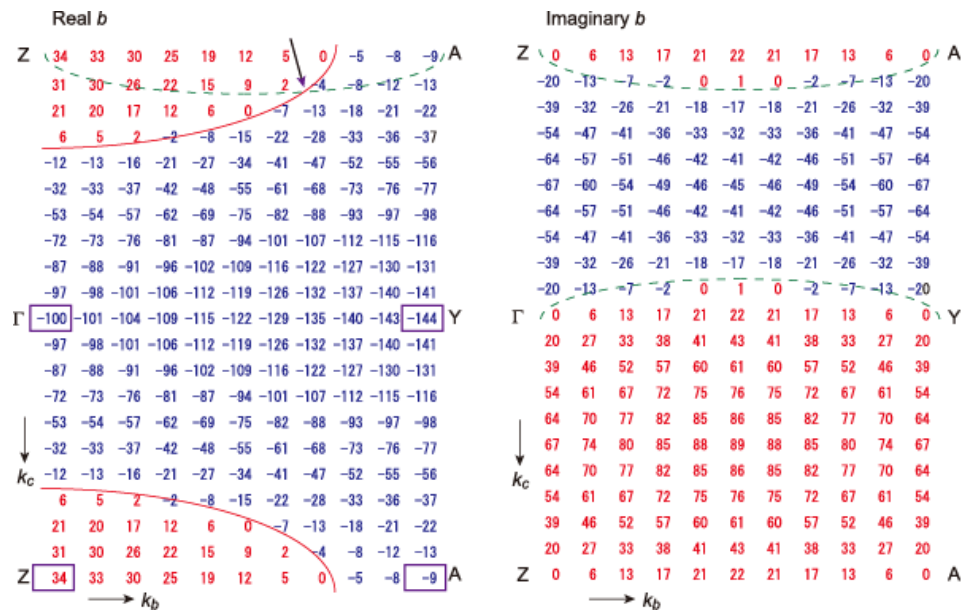 Real b
Z 34 33 30 25 19 12 5 0 −5 −8 −9 A
31 30 26 22 15 9 2 −4 −8 −12 −13
21 20 17 12 6 0 −7 −13 −18 −21 −22
6 5 2 −2 −8 −15 −22 −28 −33 −36 −37
−12 −13 −16 −21 −27 −34 −41 −47 −52 −55 −56
−32 −33 −37 −42 −48 −55 −61 −68 −73 −76 −77
−53 −54 −57 −62 −69 −75 −82 −88 −93 −97 −98
−72 −73 −76 −81 −87 −94 −101 −107 −112 −115 −116
−87 −88 −91 −96 −102 −109 −116 −122 −127 −130 −131
−97 −98 −101 −106 −112 −119 −126 −132 −137 −140 −141
Γ −100 −101 −104 −109 −115 −122 −129 −135 −140 −143 −144 Y
−97 −98 −101 −106 −112 −119 −126 −132 −137 −140 −141
−87 −88 −91 −96 −102 −109 −116 −122 −127 −130 −131
−72 −73 −76 −81 −87 −94 −101 −107 −112 −115 −116
−53 −54 −57 −62 −69 −75 −82 −88 −93 −97 −98
−32 −33 −37 −42 −48 −55 −61 −68 −73 −76 −77
kc −12 −13 −16 −21 −27 −34 −41 −47 −52 −55 −56
6 5 2 −2 −8 −15 −22 −28 −33 −36 −37
21 20 17 12 6 0 −7 −13 −18 −21 −22
31 30 26 22 15 9 2 −4 −8 −12 −13
Z 34 33 30 25 19 12 5 0 −5 −8 −9 A
kb
Imaginary b
Z 0 6 13 17 21 22 21 17 13 6 0 A
−20 −13 −7 −2 0 1 0 −2 −7 −13 −20
−39 −32 −26 −21 −18 −17 −18 −21 −26 −32 −39
−54 −47 −41 −36 −33 −32 −33 −36 −41 −47 −54
−64 −57 −51 −46 −42 −41 −42 −46 −51 −57 −64
−67 −60 −54 −49 −46 −45 −46 −49 −54 −60 −67
−64 −57 −51 −46 −42 −41 −42 −46 −51 −57 −64
−54 −47 −41 −36 −33 −32 −33 −36 −41 −47 −54
−39 −32 −26 −21 −18 −17 −18 −21 −26 −32 −39
−20 −13 −7 −2 0 1 0 −2 −7 −13 −20
Γ 0 6 13 17 21 22 21 17 13 6 0 Y
20 27 33 38 41 43 41 38 33 27 20
39 46 52 57 60 61 60 57 52 46 39
54 61 67 72 75 76 75 72 67 61 54
64 70 77 82 85 86 85 82 77 70 64
67 74 80 85 88 89 88 85 80 74 67
kc 64 70 77 82 85 86 85 82 77 70 64
54 61 67 72 75 76 75 72 67 61 54
39 46 52 57 60 61 60 57 52 46 39
20 27 33 38 41 43 41 38 33 27 20
Z 0 6 13 17 21 22 21 17 13 6 0 A
kb